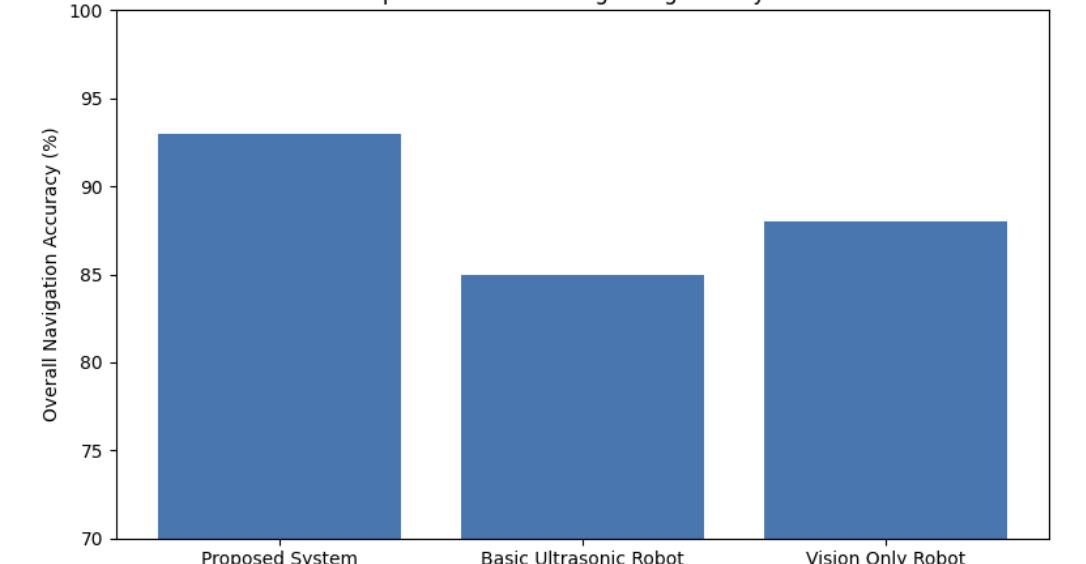 100
95
90
85
80
75
70
Overall Navigation Accuracy (%)
Proposed System
Basic Ultrasonic Robot
Vision Only Robot